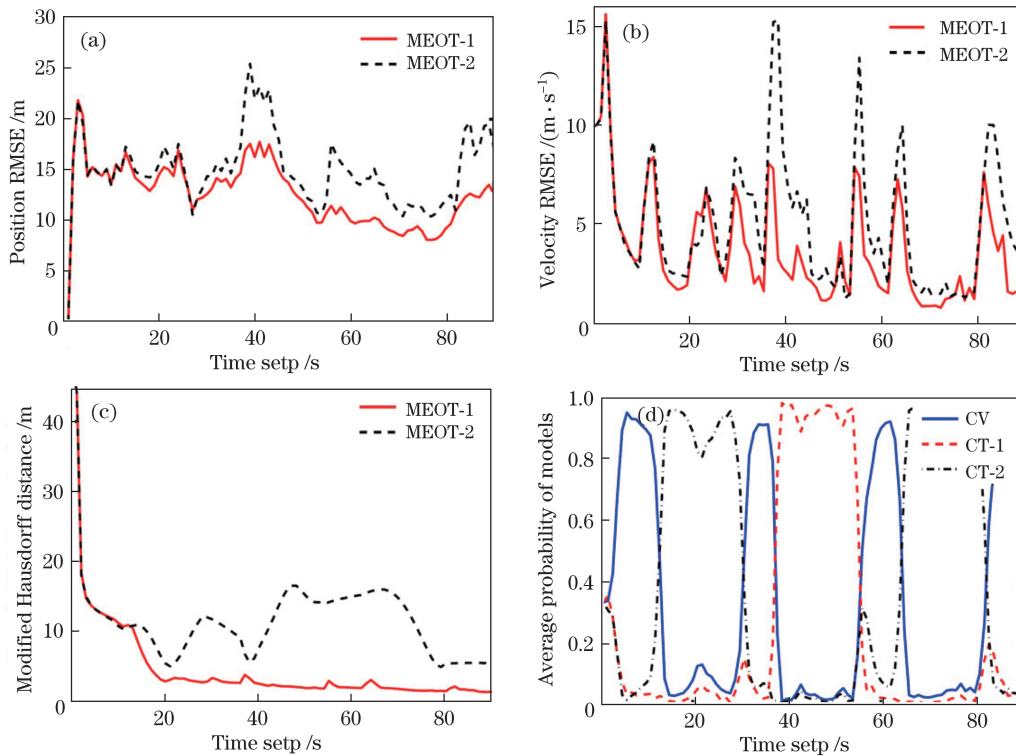 (a)
MEOT-1
MEOT-2
Position RMSE /m
30
25
20
15
10
5
0
20
40
60
80
Time setp /s
(b)
MEOT-1
MEOT-2
Velocity RMSE /(m·s⁻¹)
15
10
5
0
20
40
60
80
Time setp /s
(c)
MEOT-1
MEOT-2
Modified Hausdorff distance /m
40
30
20
10
0
20
40
60
80
Time setp /s
(d)
CV
CT-1
CT-2
Average probability of models
1.0
0.8
0.6
0.4
0.2
0
20
40
60
80
Time setp /s